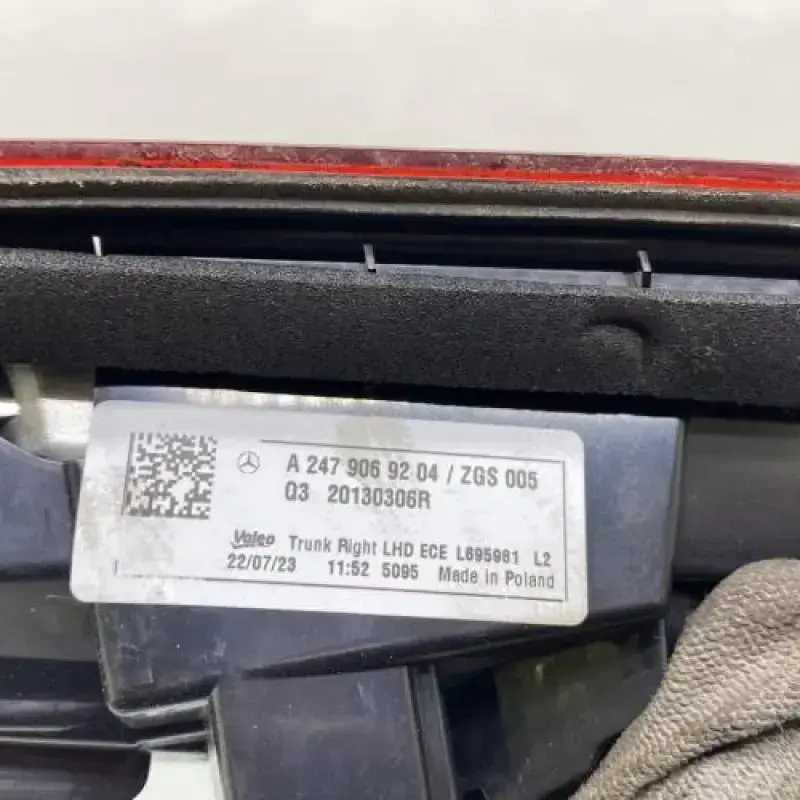 A 247 906 92 04 / ZGS 005
Q3 20130306R
Valeo Trunk Right LHD ECE L695981 L2
22/07/23 11:52 5095 Made in Poland